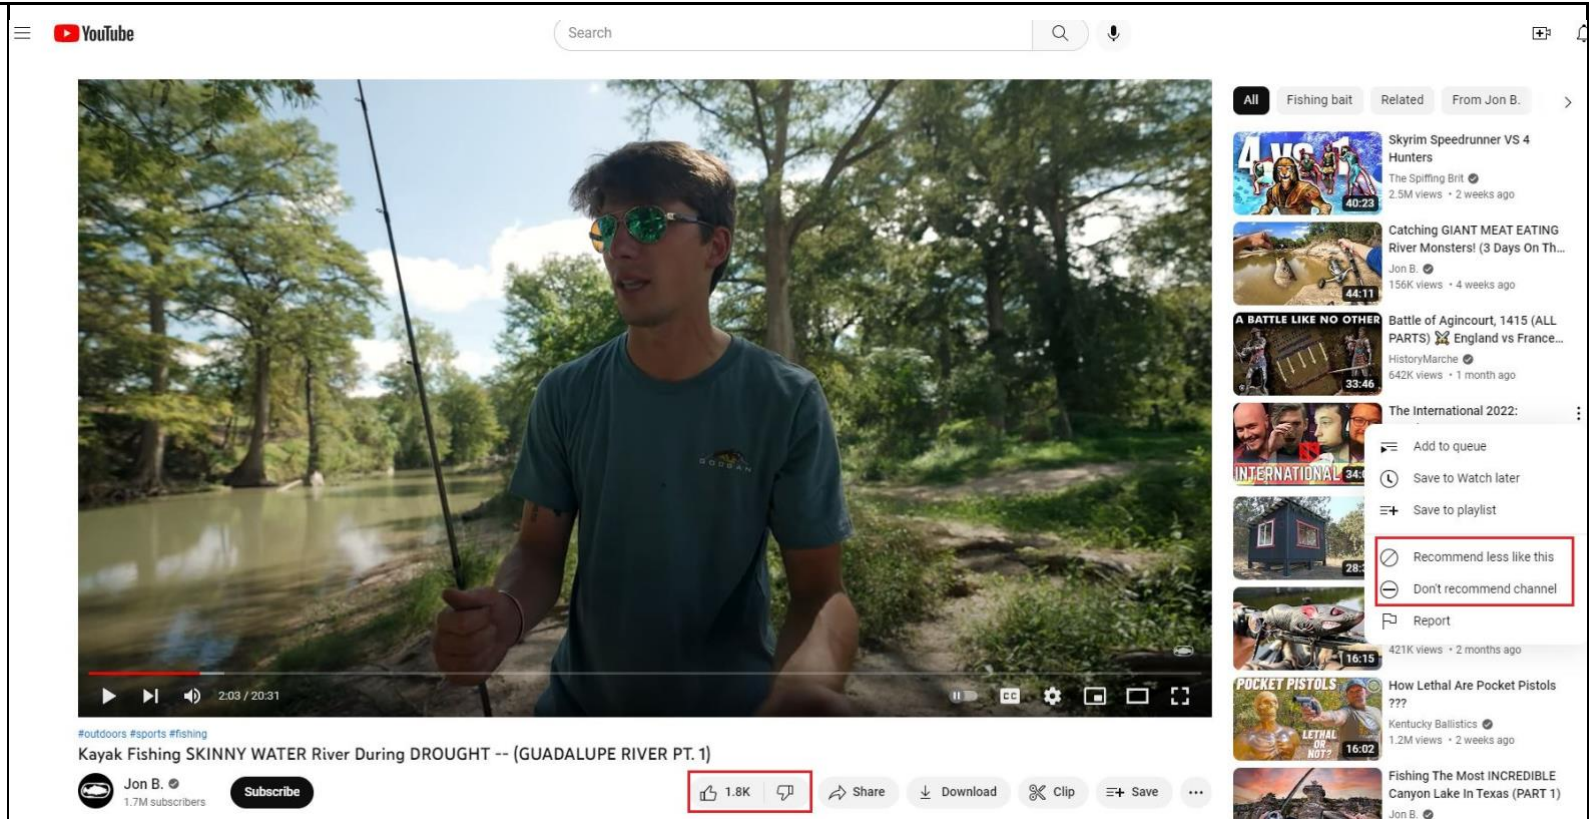 YouTube
Search
All
Fishing bait
Related
From Jon B.
4 VS 1
40:23
Skyrim Speedrunner VS 4
Hunters
The Spiffing Brit
2.5M views • 2 weeks ago
44:11
Catching GIANT MEAT EATING
River Monsters! (3 Days On Th...
Jon B.
156K views • 4 weeks ago
A BATTLE LIKE NO OTHER
33:46
Battle of Agincourt, 1415 (ALL
PARTS) ⚔ England vs France...
HistoryMarche
642K views • 1 month ago
INTERNATIONAL
The International 2022:
Add to queue
Save to Watch later
Save to playlist
Recommend less like this
Don't recommend channel
Report
16:15
421K views • 2 months ago
POCKET PISTOLS
LETHAL
OR
NOT?
16:02
How Lethal Are Pocket Pistols
???
Kentucky Ballistics
1.2M views • 2 weeks ago
Fishing The Most INCREDIBLE
Canyon Lake In Texas (PART 1)
Jon B.
GOOGAN
2:03 / 20:31
CC
#outdoors #sports #fishing
Kayak Fishing SKINNY WATER River During DROUGHT -- (GUADALUPE RIVER PT. 1)
Jon B.
1.7M subscribers
Subscribe
1.8K
Share
Download
Clip
Save